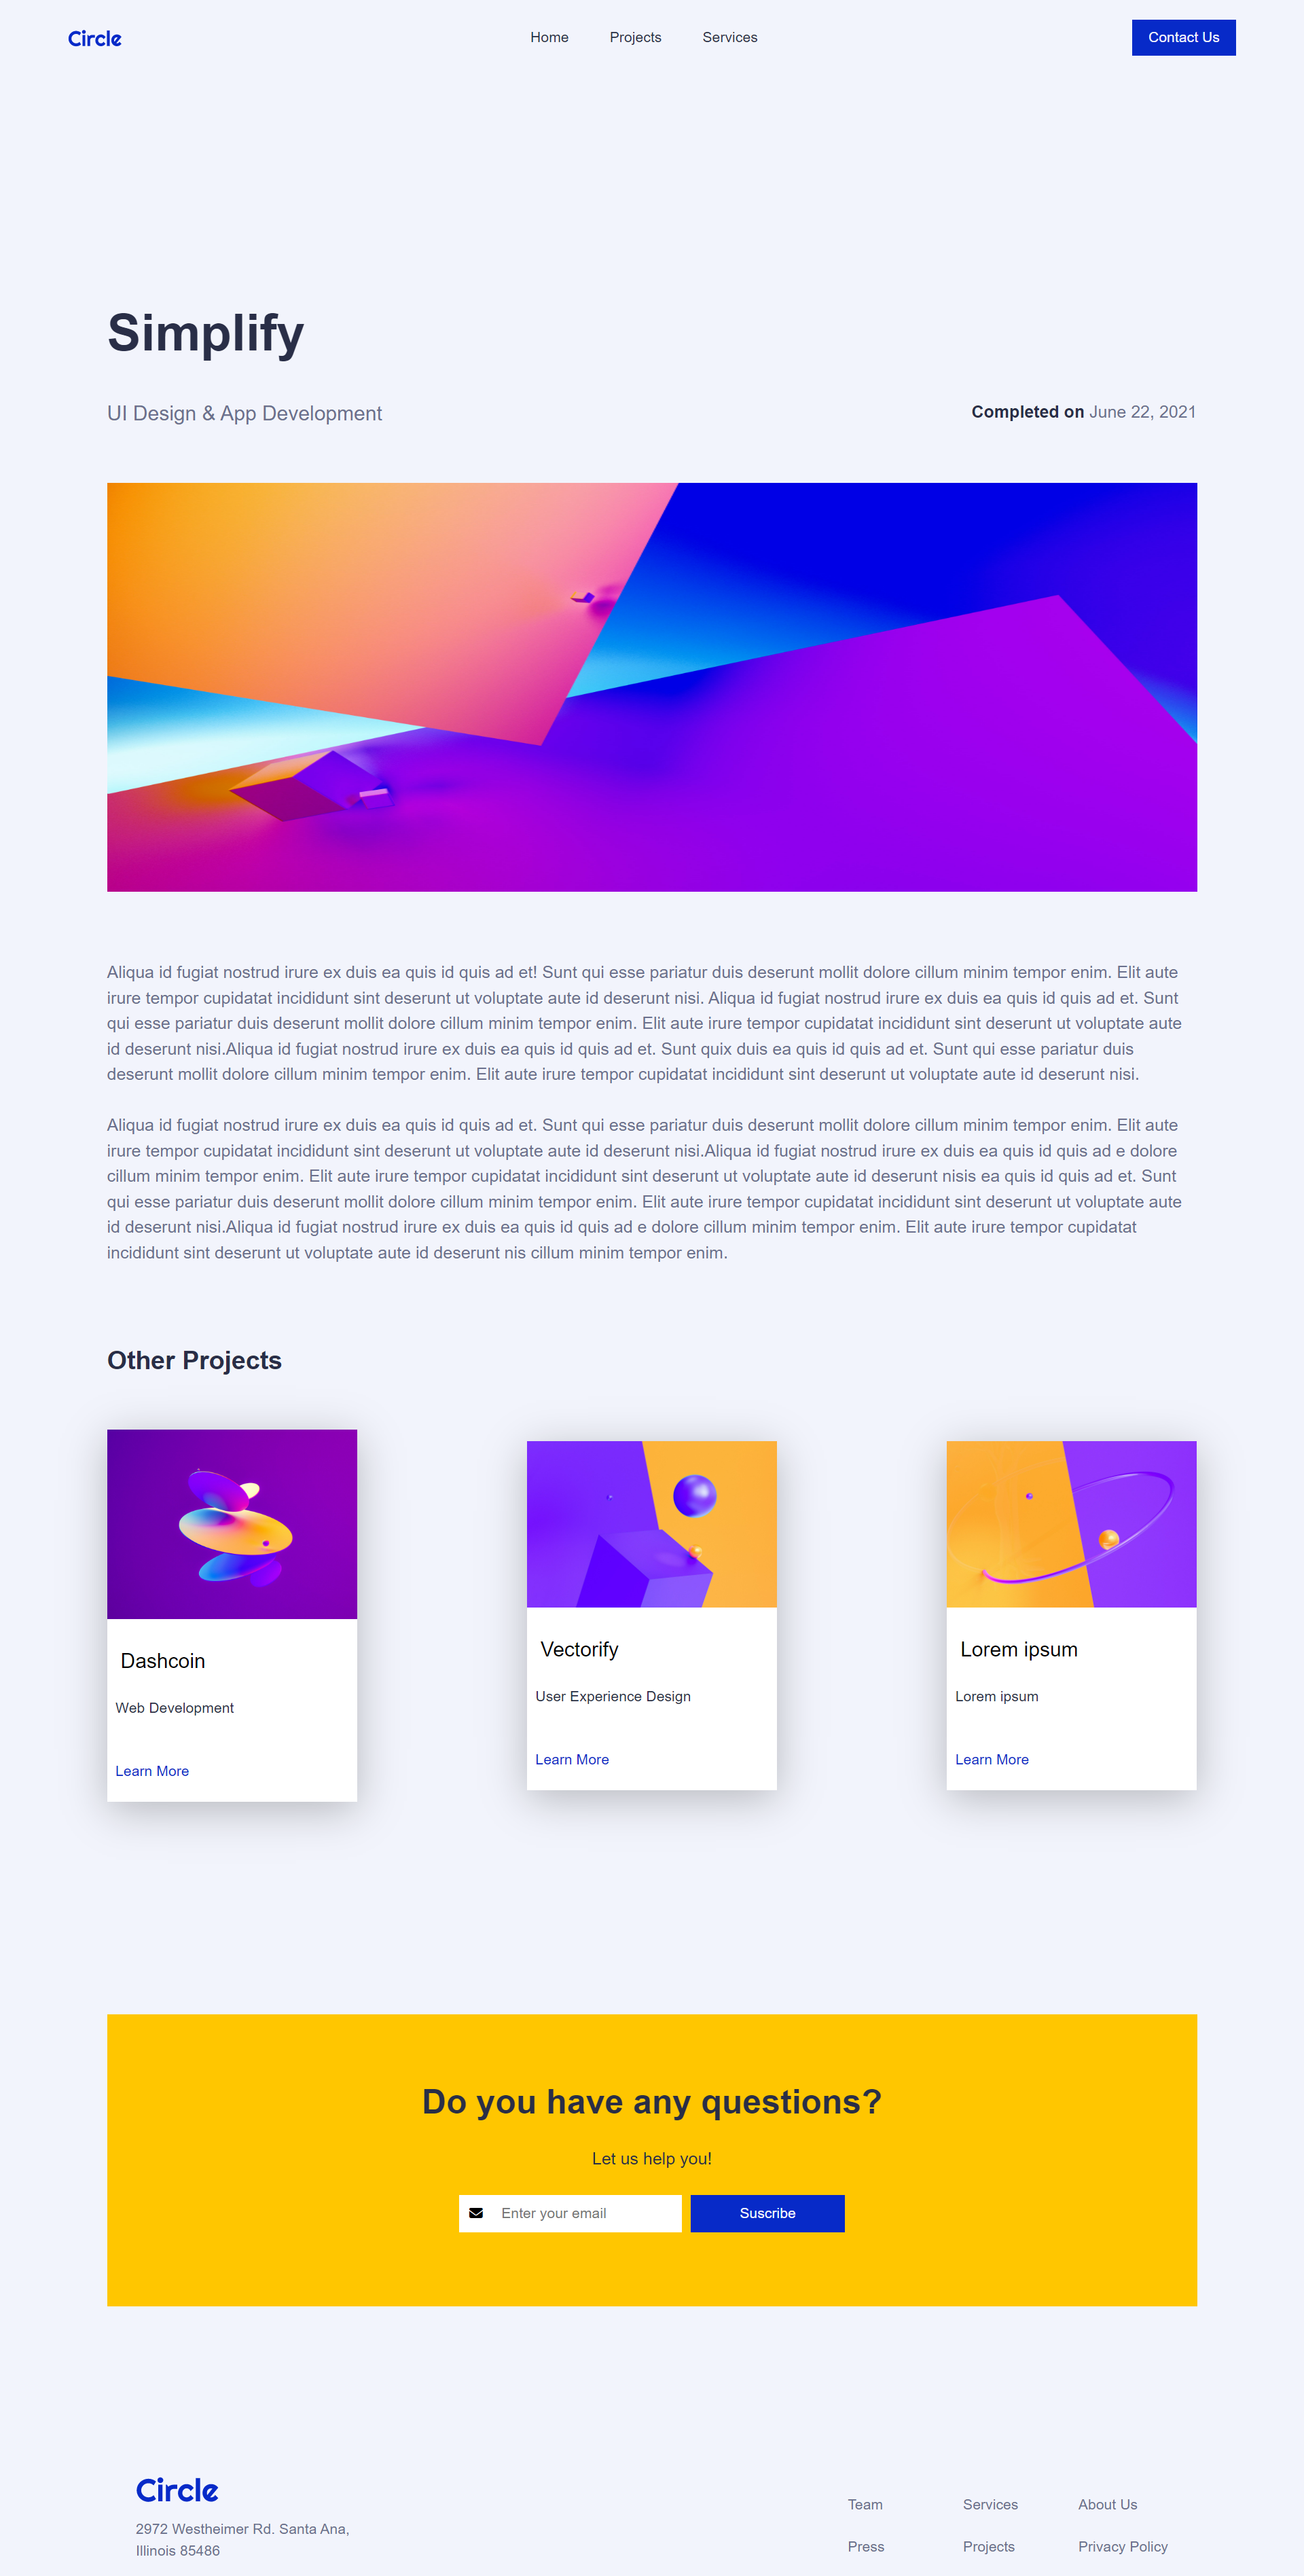 Circle
Home Projects Services
Contact Us
Simplify
UI Design & App Development
Completed on June 22, 2021
Aliqua id fugiat nostrud irure ex duis ea quis id quis ad et! Sunt qui esse pariatur duis deserunt mollit dolore cillum minim tempor enim. Elit aute
irure tempor cupidatat incididunt sint deserunt ut voluptate aute id deserunt nisi. Aliqua id fugiat nostrud irure ex duis ea quis id quis ad et. Sunt
qui esse pariatur duis deserunt mollit dolore cillum minim tempor enim. Elit aute irure tempor cupidatat incididunt sint deserunt ut voluptate aute
id deserunt nisi.Aliqua id fugiat nostrud irure ex duis ea quis id quis ad et. Sunt quix duis ea quis id quis ad et. Sunt qui esse pariatur duis
deserunt mollit dolore cillum minim tempor enim. Elit aute irure tempor cupidatat incididunt sint deserunt ut voluptate aute id deserunt nisi.
Aliqua id fugiat nostrud irure ex duis ea quis id quis ad et. Sunt qui esse pariatur duis deserunt mollit dolore cillum minim tempor enim. Elit aute
irure tempor cupidatat incididunt sint deserunt ut voluptate aute id deserunt nisi.Aliqua id fugiat nostrud irure ex duis ea quis id quis ad e dolore
cillum minim tempor enim. Elit aute irure tempor cupidatat incididunt sint deserunt ut voluptate aute id deserunt nisis ea quis id quis ad et. Sunt
qui esse pariatur duis deserunt mollit dolore cillum minim tempor enim. Elit aute irure tempor cupidatat incididunt sint deserunt ut voluptate aute
id deserunt nisi.Aliqua id fugiat nostrud irure ex duis ea quis id quis ad e dolore cillum minim tempor enim. Elit aute irure tempor cupidatat
incididunt sint deserunt ut voluptate aute id deserunt nis cillum minim tempor enim.
Other Projects
Dashcoin
Web Development
Learn More
Vectorify
User Experience Design
Learn More
Lorem ipsum
Lorem ipsum
Learn More
Do you have any questions?
Let us help you!
Enter your email
Suscribe
Circle
2972 Westheimer Rd. Santa Ana,
Illinois 85486
Team Services About Us
Press Projects Privacy Policy